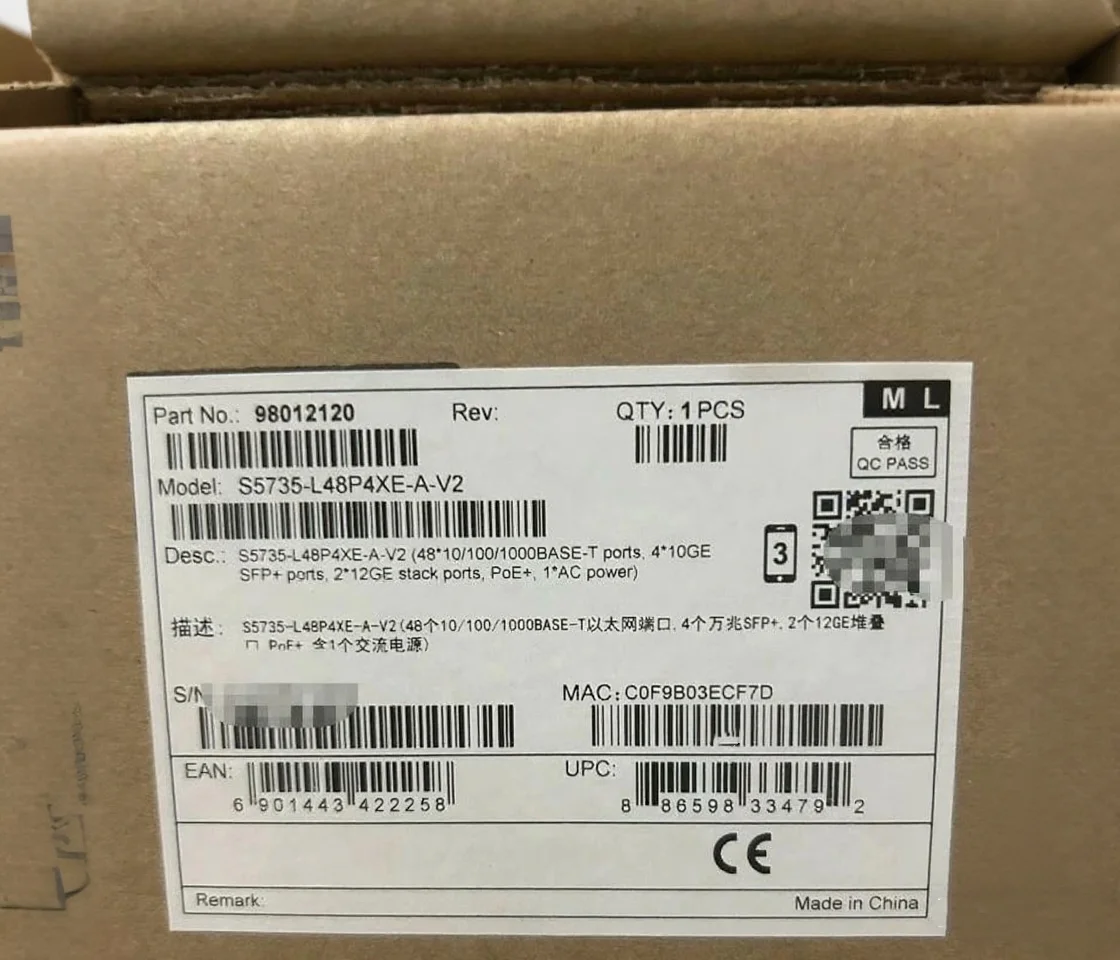 Part No.: 98012120 Rev: QTY: 1 PCS M L
合格
QC PASS
Model: S5735-L48P4XE-A-V2
Desc.: S5735-L48P4XE-A-V2 (48*10/100/1000BASE-T ports, 4*10GE
SFP+ ports, 2*12GE stack ports, PoE+, 1*AC power)
3
描述: S5735-L48P4XE-A-V2(48个10/100/1000BASE-T以太网端口, 4个万兆SFP+, 2个12GE堆叠
口, PoE+, 含1个交流电源)
S/N MAC: C0F9B03ECF7D
EAN: UPC:
6 901443 422258 8 86598 33479 2
CE
Remark: Made in China